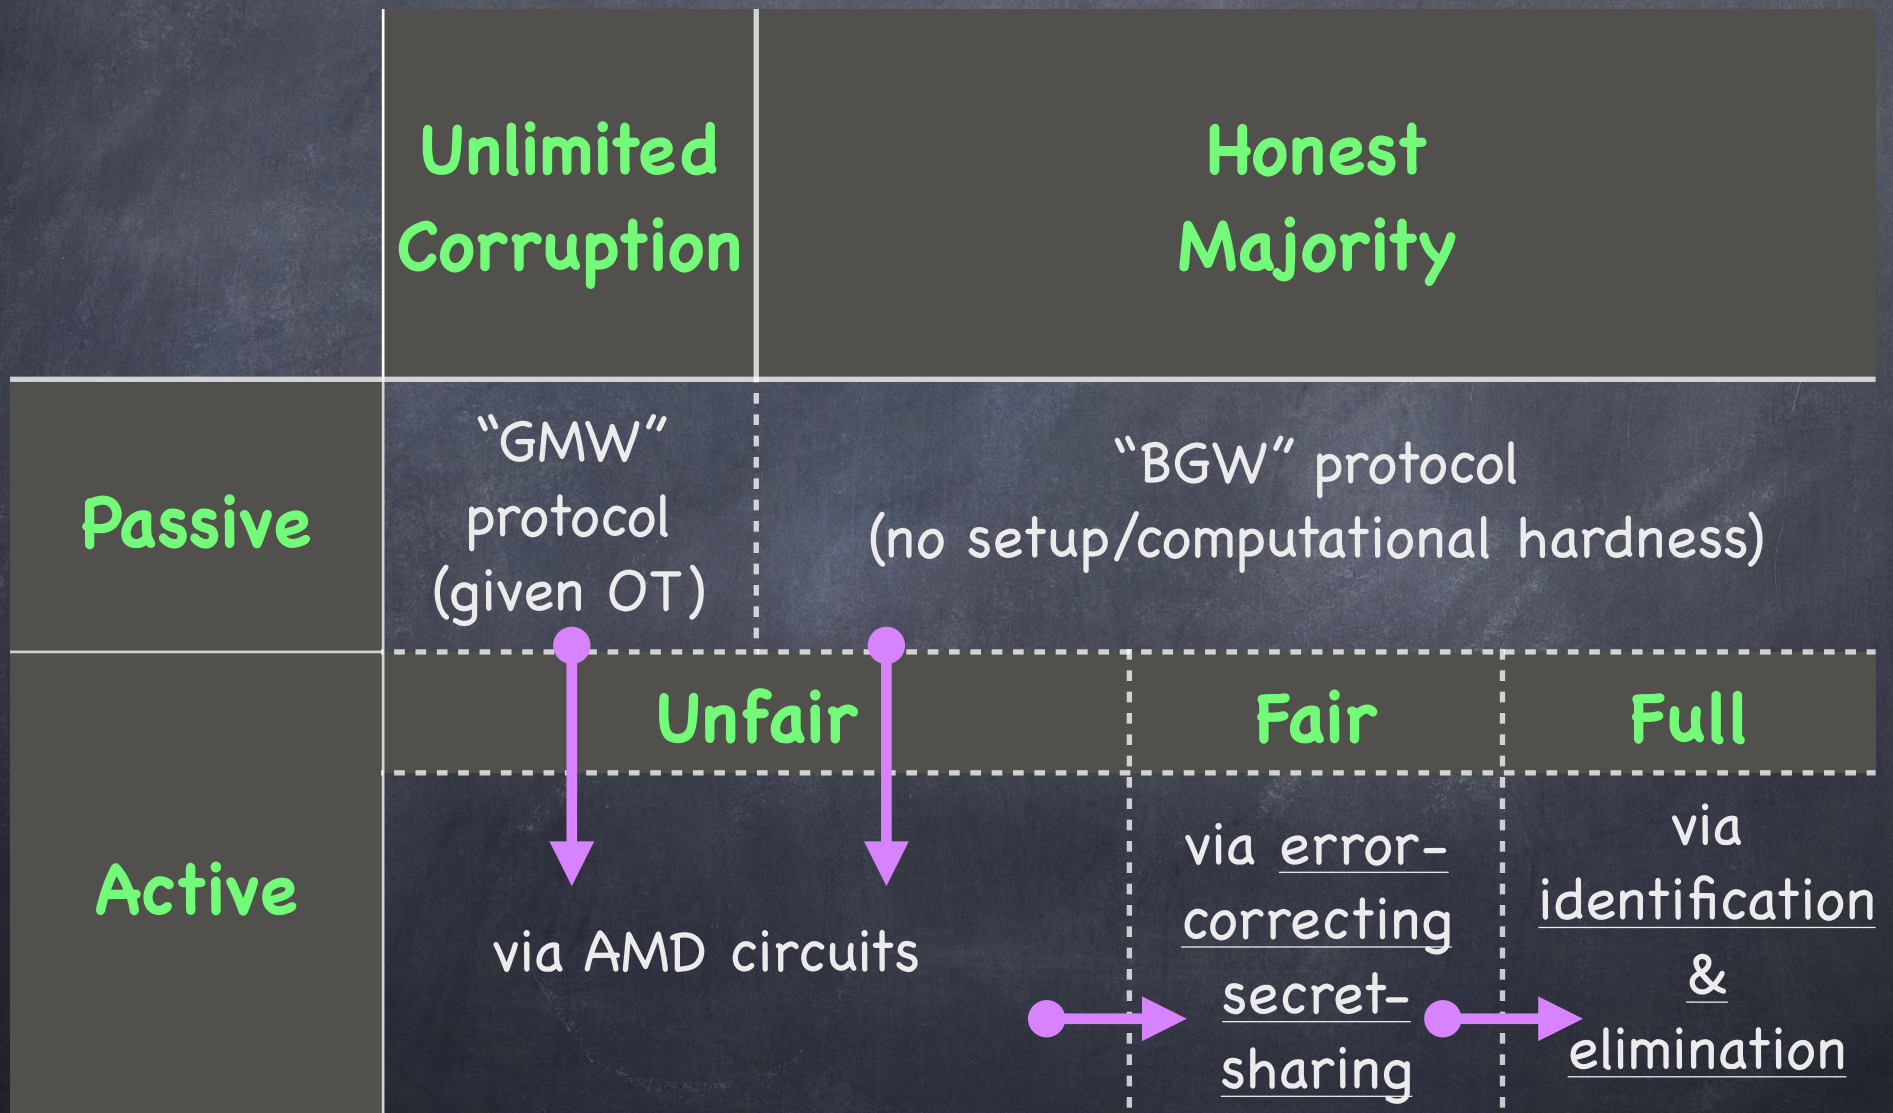 Unlimited
Corruption
Honest
Majority
Passive
“GMW”
protocol
(given OT)
“BGW” protocol
(no setup/computational hardness)
Active
Unfair
Fair
Full
via AMD circuits
via error-
correcting
secret-
sharing
via
identification
&
elimination